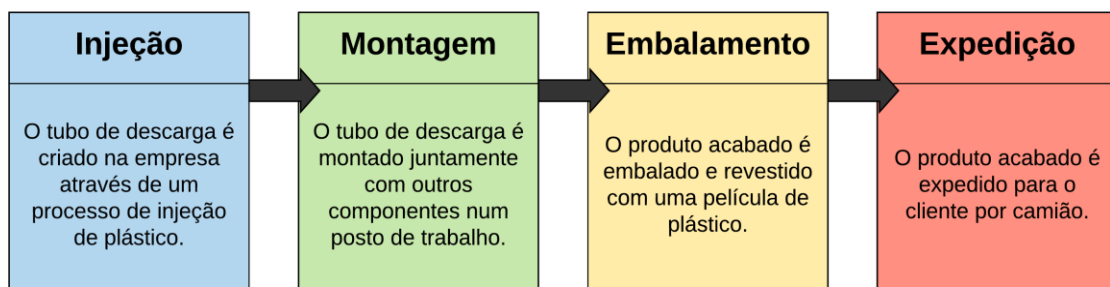 Injeção
O tubo de descarga é
criado na empresa
através de um
processo de injeção
de plástico.
Montagem
O tubo de descarga é
montado juntamente
com outros
componentes num
posto de trabalho.
Embalamento
O produto acabado é
embalado e revestido
com uma película de
plástico.
Expedição
O produto acabado é
expedido para o
cliente por camião.